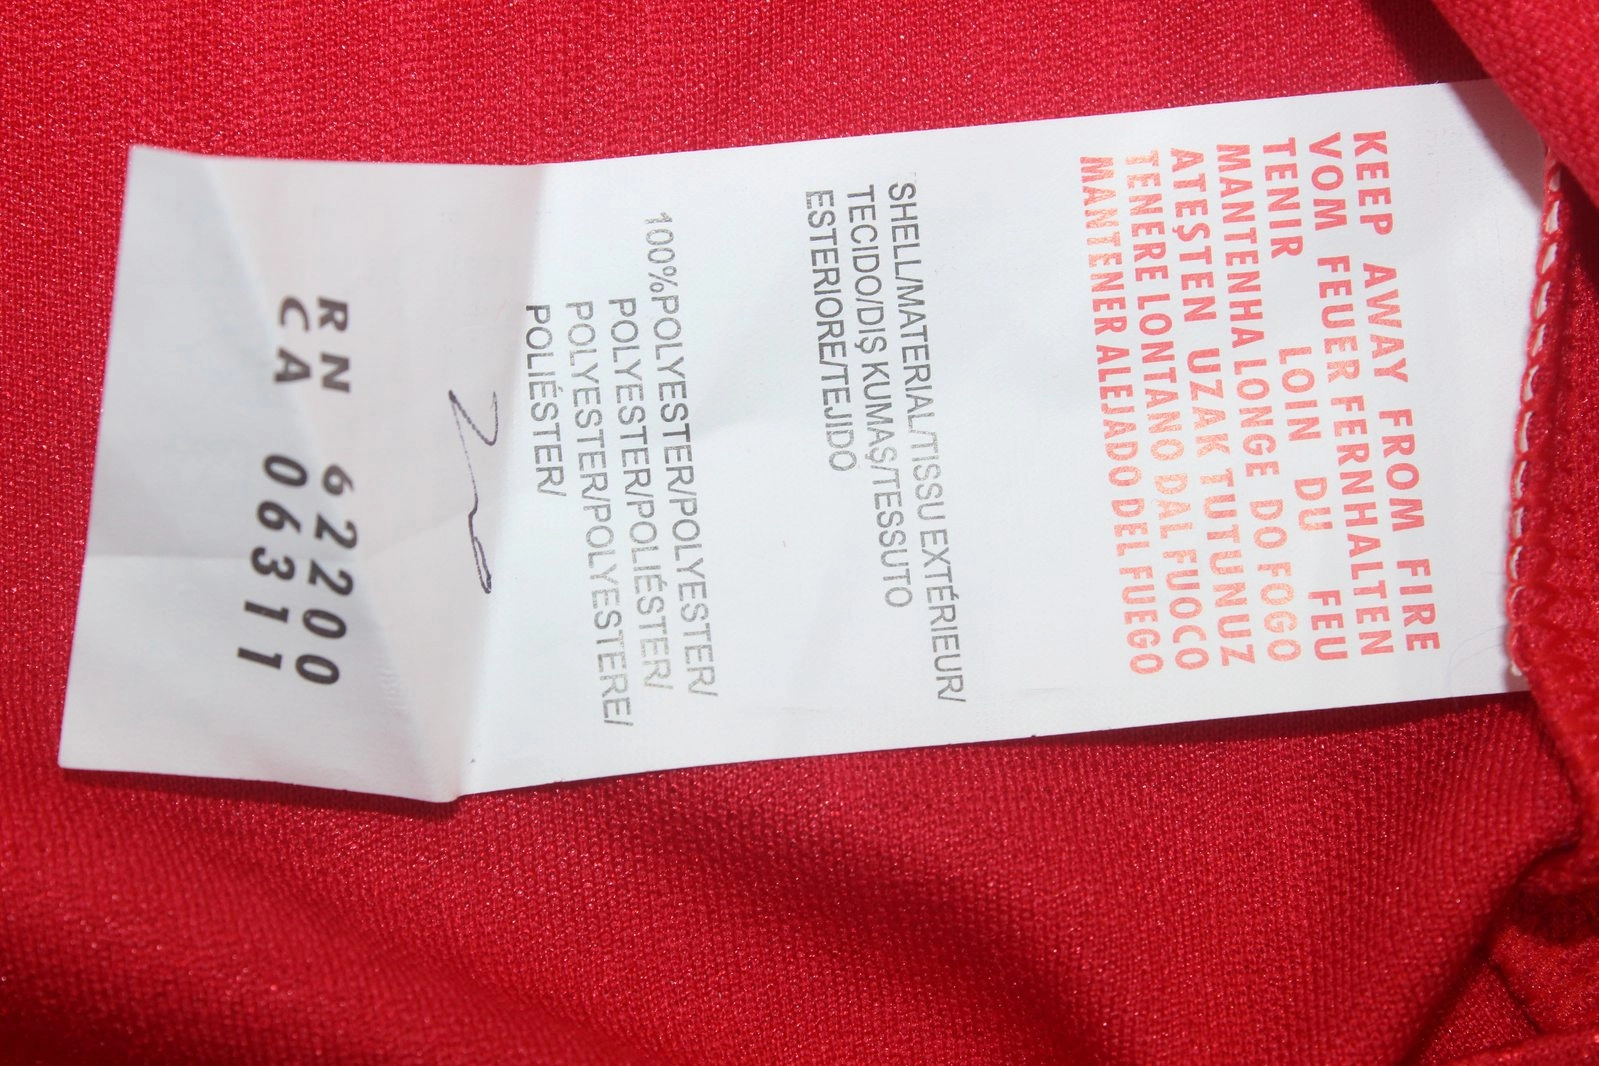 KEEP AWAY FROM FIRE
VOM FEUER FERNHALTEN
TENIR LOIN DU FEU
MANTENHA LONGE DO FOGO
ATEŞTEN UZAK TUTUNUZ
TENERE LONTANO DAL FUOCO
MANTENER ALEJADO DEL FUEGO
SHELL/MATERIAL/TISSU EXTÉRIEUR/
TECIDO/DIŞ KUMAŞ/TESSUTO
ESTERIORE/TEJIDO
100%POLYESTER/POLYESTER/
POLYESTER/POLIÉSTER/
POLYESTER/POLYESTERE/
POLIÉSTER/
RN 62200
CA 06311